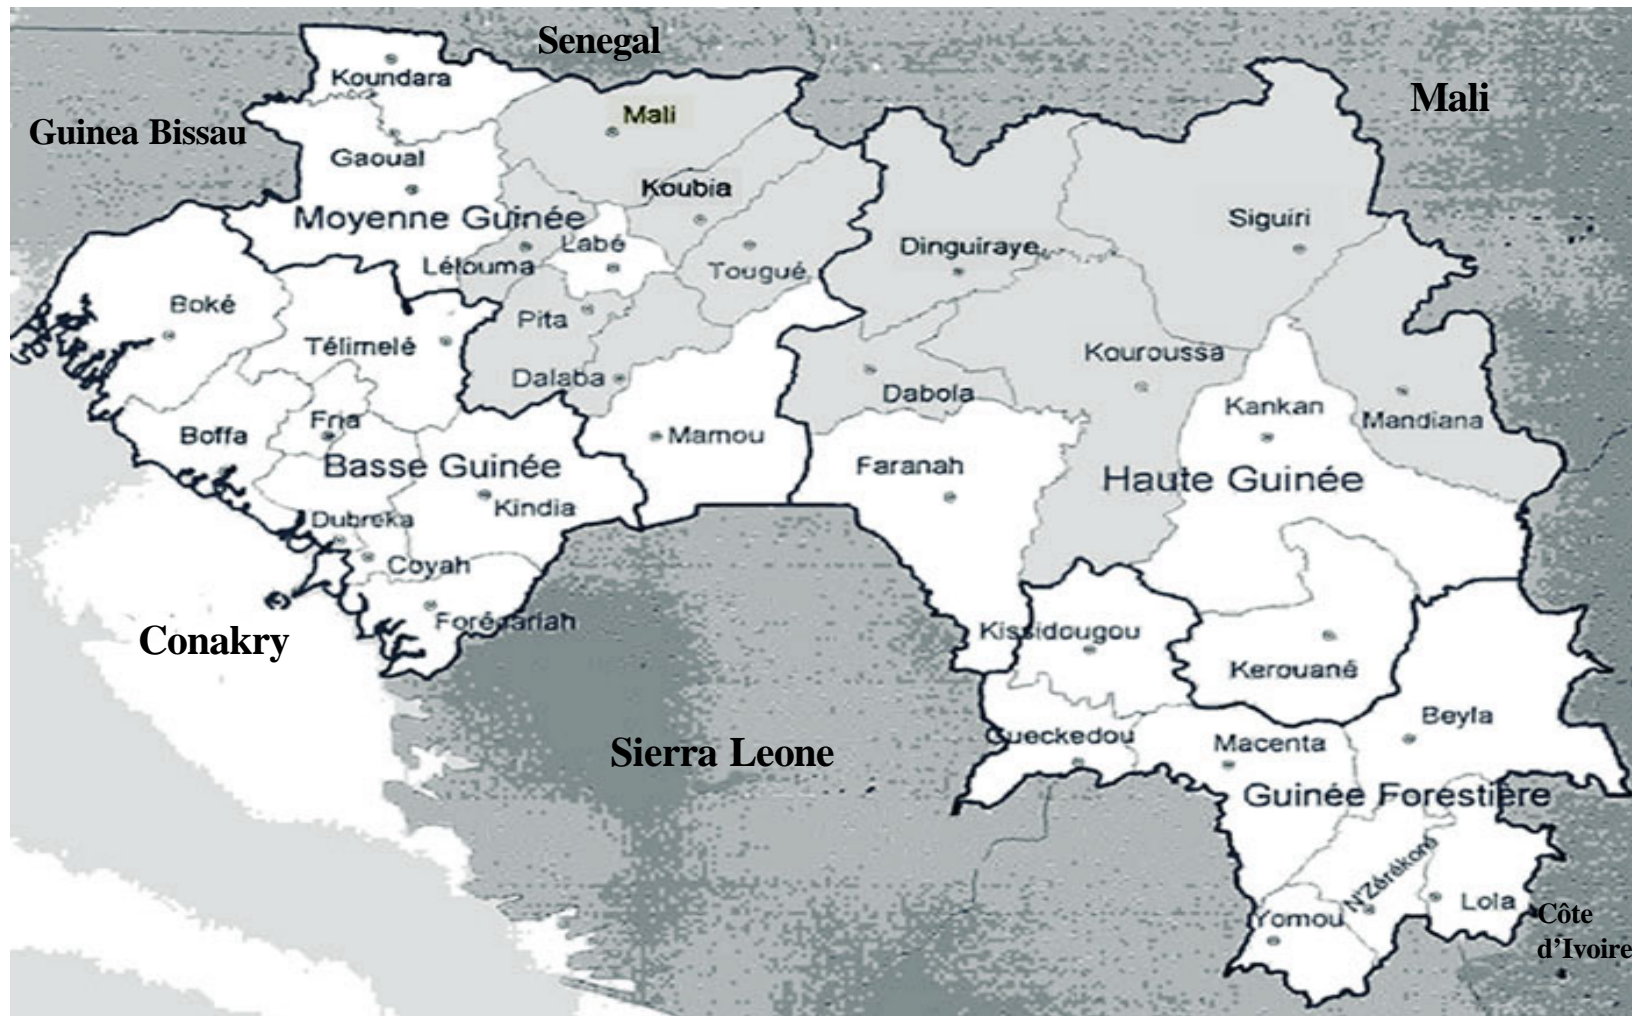 Senegal
Koundara
Mali
Mali
Guinea Bissau
Gaoual
Koubia
Moyenne Guinée
Siguiri
Labé
Dinguiraye
Lélouma
Tougué
Boké
Pita
Télimelé
Kouroussa
Dalaba
Dabola
Kankan
Mandiana
Fria
Boffa
Mamou
Basse Guinée
Faranah
Haute Guinée
Kindia
Dubreka
Coyah
Forécariah
Conakry
Kissidougou
Kerouané
Beyla
Gueckedou
Macenta
Sierra Leone
Guinée Forestière
N'Zérékoré
Lola
Yomou
Côte
d'Ivoire